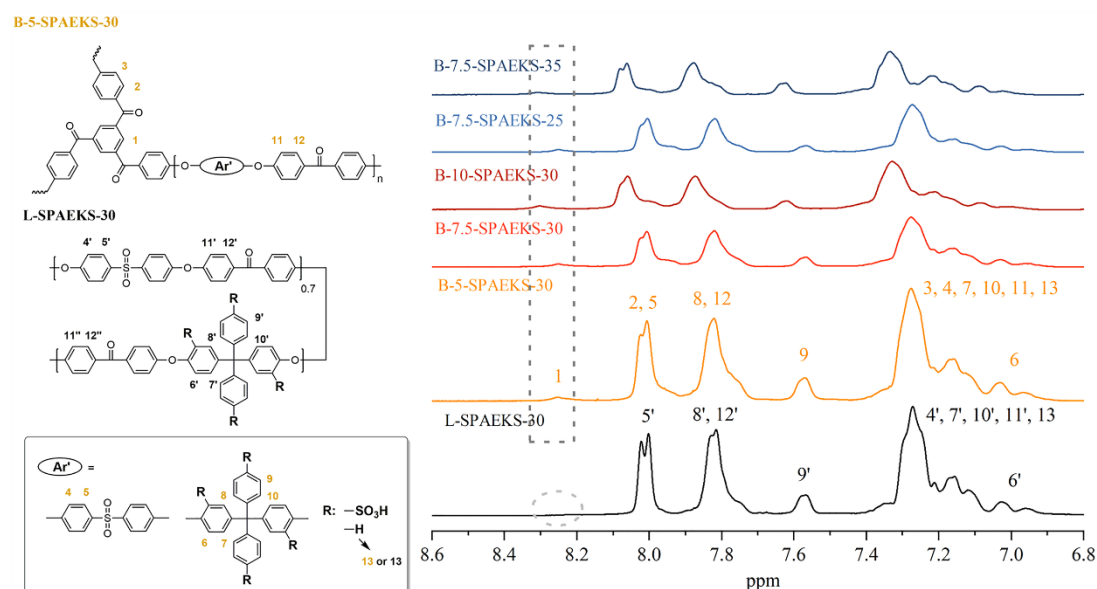 B-5-SPAEKS-30
3
2
O
O
1
11 12
O
O
O
Ar'
O
O
n
L-SPAEKS-30
4' 5'
11' 12'
O
O
S
O
O
O
0.7
R
9'
11'' 12''
R
8'
10'
O
O
O
6'
7'
R
R
Ar' =
R
9
4 5
R
8
10
R: —SO3H
O
S
O
—H
6
7
R
13 or 13
R
B-7.5-SPAEKS-35
B-7.5-SPAEKS-25
B-10-SPAEKS-30
B-7.5-SPAEKS-30
B-5-SPAEKS-30
2, 5
8, 12
3, 4, 7, 10, 11, 13
9
6
1
L-SPAEKS-30
5'
8', 12'
4', 7', 10', 11', 13
9'
6'
8.6 8.4 8.2 8.0 7.8 7.6 7.4 7.2 7.0 6.8
ppm